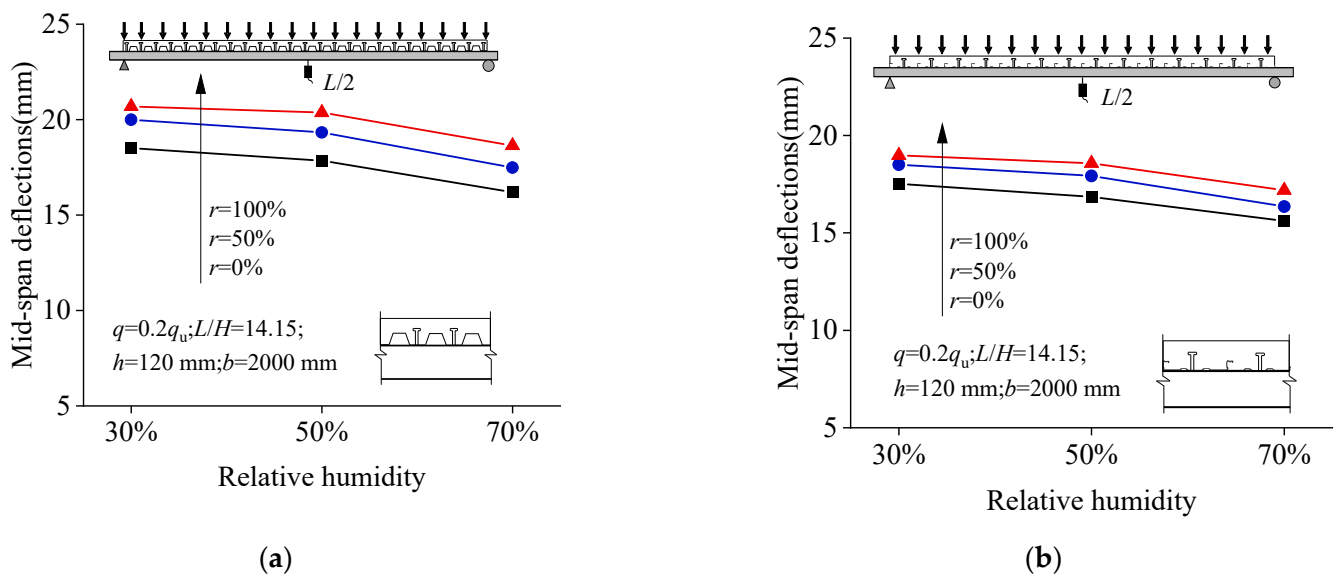 25
20
15
10
5
Mid-span deflections(mm)
L/2
r=100%
r=50%
r=0%
q=0.2qu;L/H=14.15;
h=120 mm;b=2000 mm
30%
50%
70%
Relative humidity
(a)
25
20
15
10
5
Mid-span deflections(mm)
L/2
r=100%
r=50%
r=0%
q=0.2qu;L/H=14.15;
h=120 mm;b=2000 mm
30%
50%
70%
Relative humidity
(b)